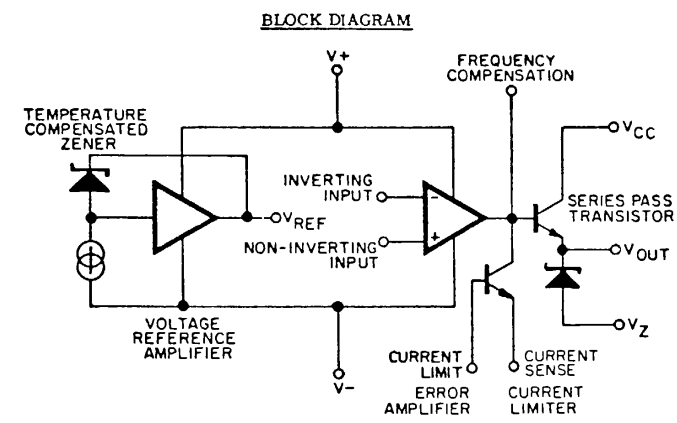 BLOCK DIAGRAM
V+
FREQUENCY
COMPENSATION
TEMPERATURE
COMPENSATED
ZENER
VCC
INVERTING
INPUT
-
SERIES PASS
TRANSISTOR
VREF
NON-INVERTING
INPUT
+
VOUT
VOLTAGE
REFERENCE
AMPLIFIER
VZ
V-
CURRENT
LIMIT
CURRENT
SENSE
ERROR
AMPLIFIER
CURRENT
LIMITER